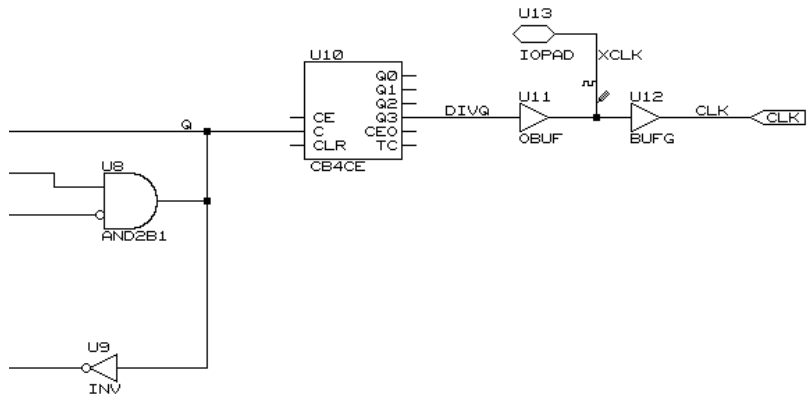 U13
IOPAD
XCLK
U10
Q0
Q1
Q2
CE
Q3
C
CEO
CLR
TC
CB4CE
DIVQ
U11
OBUF
U12
BUFG
CLK
CLK
Q
U8
AND2B1
U9
INV